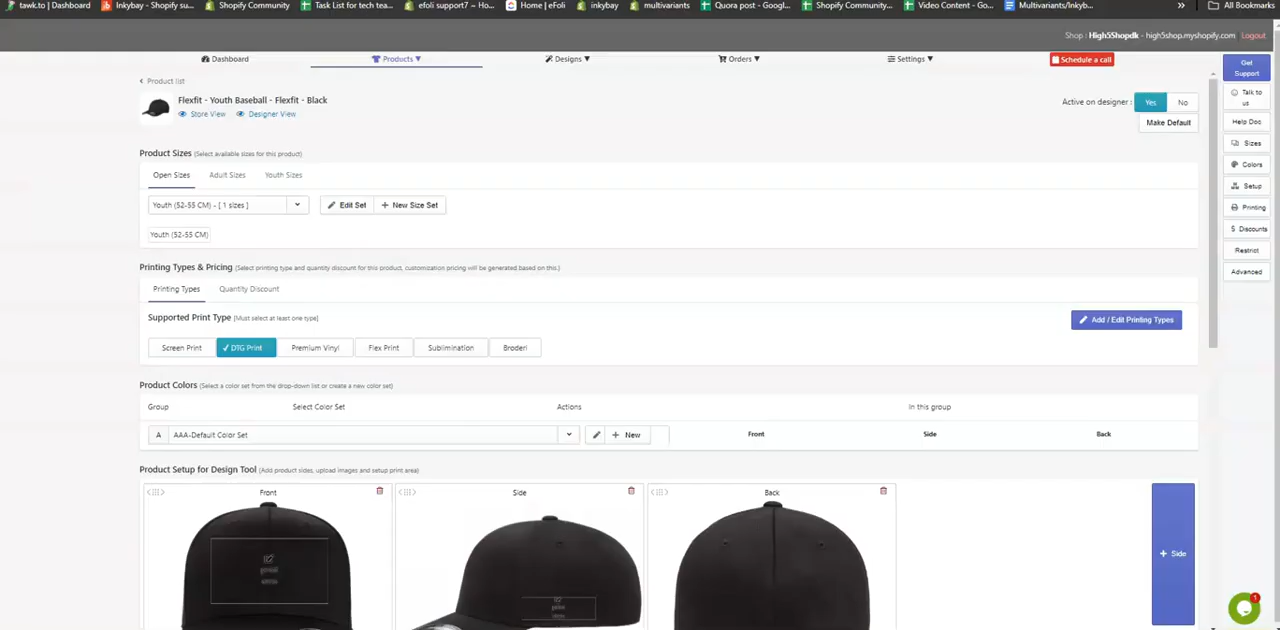 tawk.to | Dashboard Inkybay - Shopify su... Shopify Community Task List for tech tea... efoli support7 ~ Ho... Home | eFoli inkybay multivariants Quora post - Googl... Shopify Community... Video Content - Go... Multivariants/Inkyb... » All Bookmarks
Shop : High5Shopdk - high5shop.myshopify.com Logout
Dashboard Products ▼ Designs ▼ Orders ▼ Settings ▼ Schedule a call
Get Support
Product list
Flexfit - Youth Baseball - Flexfit - Black
Store View Designer View
Active on designer : Yes No
Make Default
Talk to us
Help Doc
Sizes
Colors
Setup
Printing
$ Discounts
Restrict
Advanced
Product Sizes (Select available sizes for this product)
Open Sizes Adult Sizes Youth Sizes
Youth (52-55 CM) - [ 1 sizes ] Edit Set + New Size Set
Youth (52-55 CM)
Printing Types & Pricing (Select printing type and quantity discount for this product, customization pricing will be generated based on this.)
Printing Types Quantity Discount
Supported Print Type [Must select at least one type]
Add / Edit Printing Types
Screen Print ✓ DTG Print Premium Vinyl Flex Print Sublimination Broderi
Product Colors (Select a color set from the drop-down list or create a new color set)
Group Select Color Set Actions In this group
A AAA-Default Color Set + New Front Side Back
Product Setup for Design Tool (Add product sides, upload images and setup print area)
Front Side Back
+ Side
print
area
print
area
1